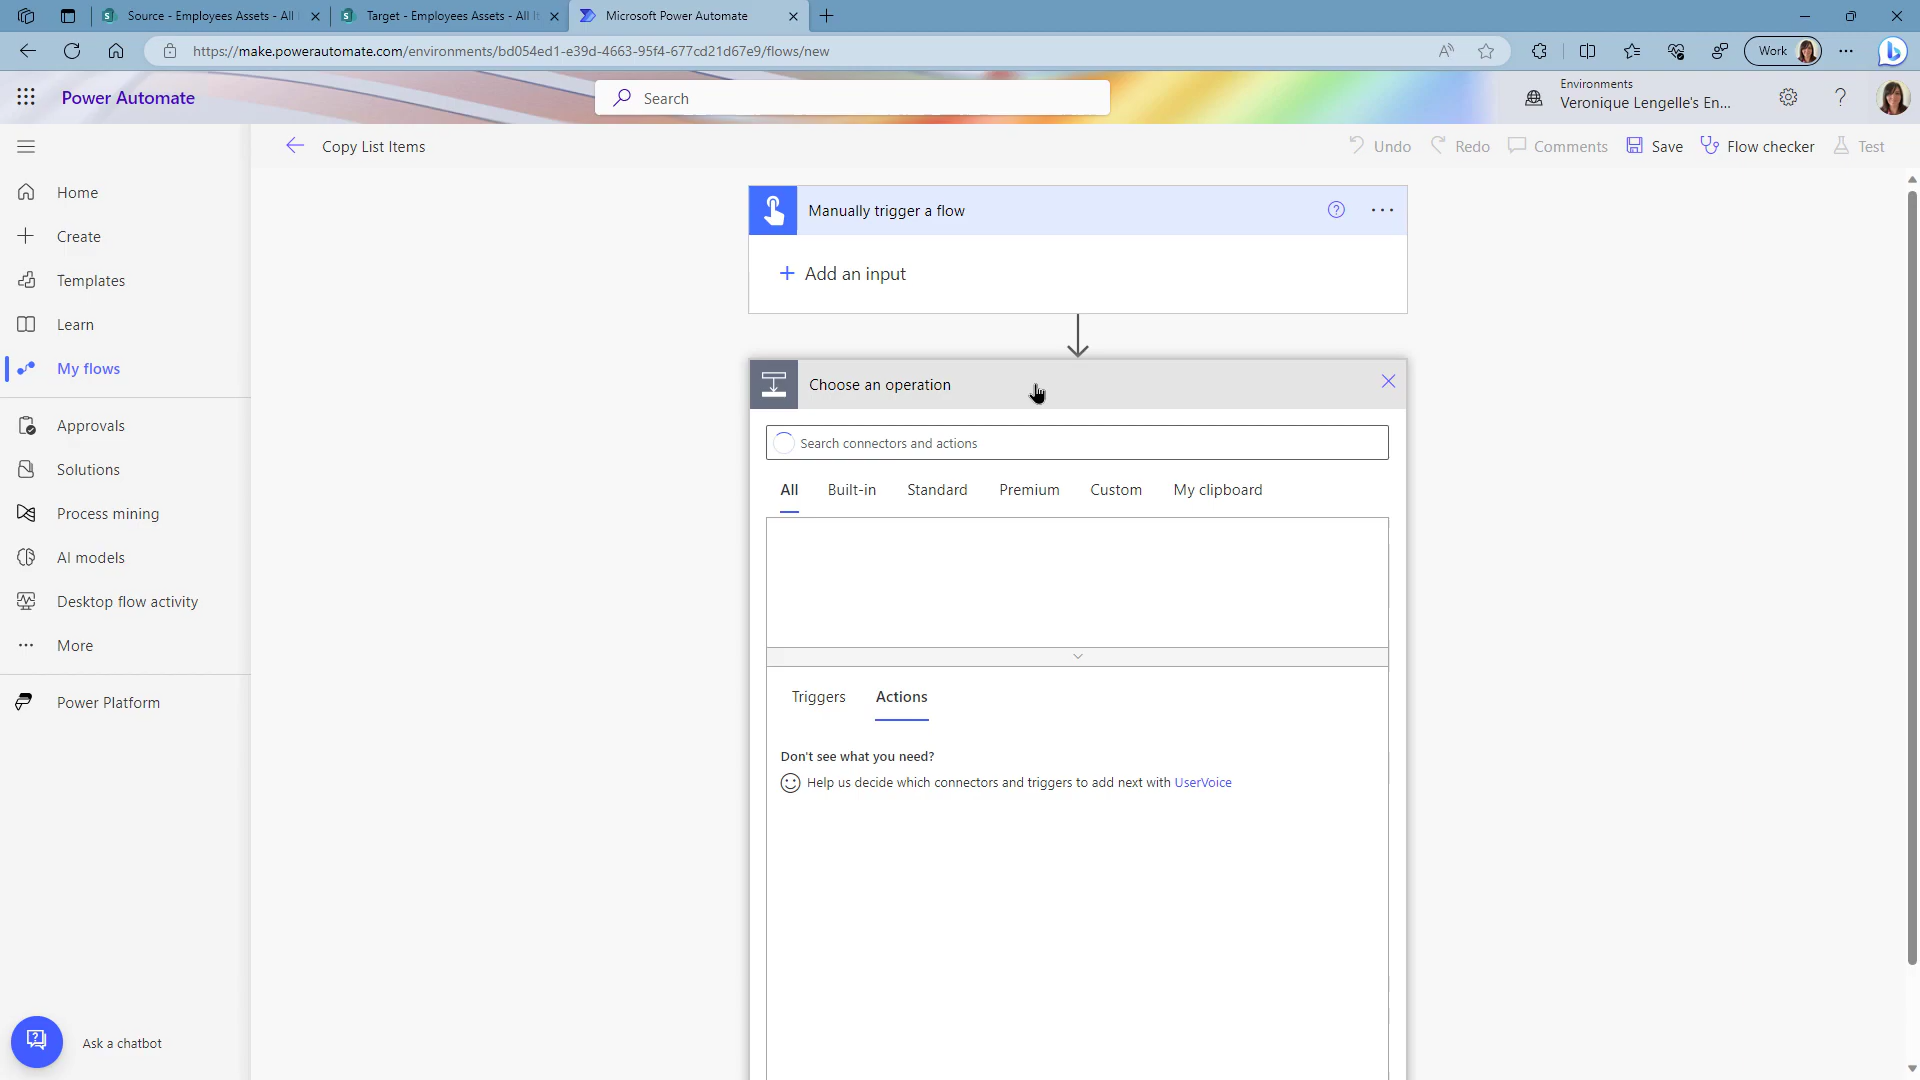 Source - Employees Assets - All
Target - Employees Assets - All It
Microsoft Power Automate
https://make.powerautomate.com/environments/bd054ed1-e39d-4663-95f4-677cd21d67e9/flows/new
Work
Power Automate
Search
Environments
Veronique Lengelle's En...
Copy List Items
Undo
Redo
Comments
Save
Flow checker
Test
Home
Create
Templates
Learn
My flows
Approvals
Solutions
Process mining
AI models
Desktop flow activity
More
Power Platform
Ask a chatbot
Manually trigger a flow
Add an input
Choose an operation
Search connectors and actions
All Built-in Standard Premium Custom My clipboard
Triggers Actions
Don't see what you need?
Help us decide which connectors and triggers to add next with UserVoice